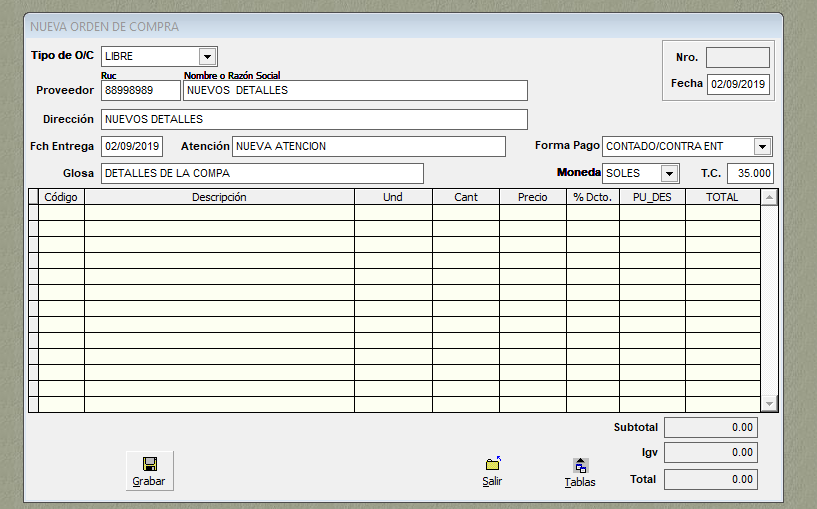 NUEVA ORDEN DE COMPRA
Tipo de O/C LIBRE Nro.
Ruc Nombre o Razón Social
Fecha 02/09/2019
Proveedor 88998989 NUEVOS DETALLES
Dirección NUEVOS DETALLES
Fch Entrega 02/09/2019 Atención NUEVA ATENCION Forma Pago CONTADO/CONTRA ENT
Glosa DETALLES DE LA COMPA Moneda SOLES T.C. 35.000
Código Descripción Und Cant Precio % Dcto. PU_DES TOTAL
Subtotal 0.00
Igv 0.00
Total 0.00
Grabar Salir Tablas